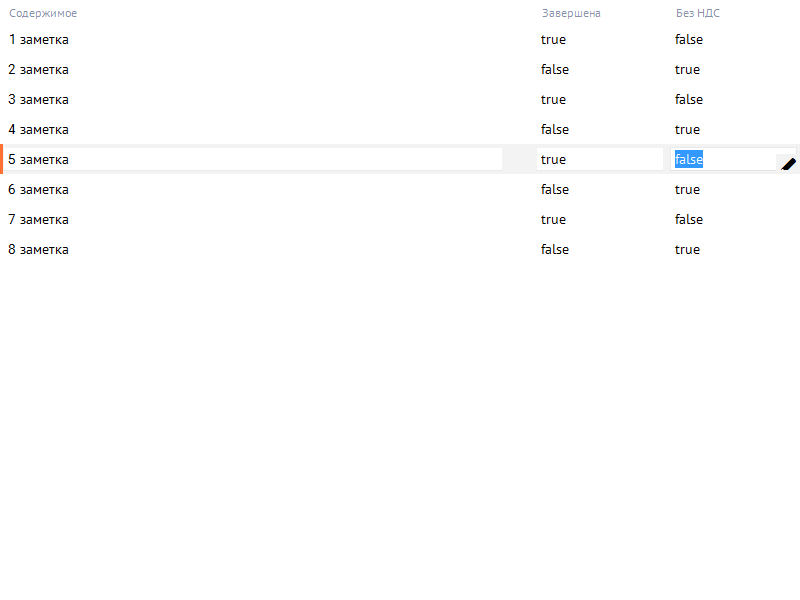 Содержимое Завершена Без НДС
1 заметка true false
2 заметка false true
3 заметка true false
4 заметка false true
5 заметка true false
6 заметка false true
7 заметка true false
8 заметка false true